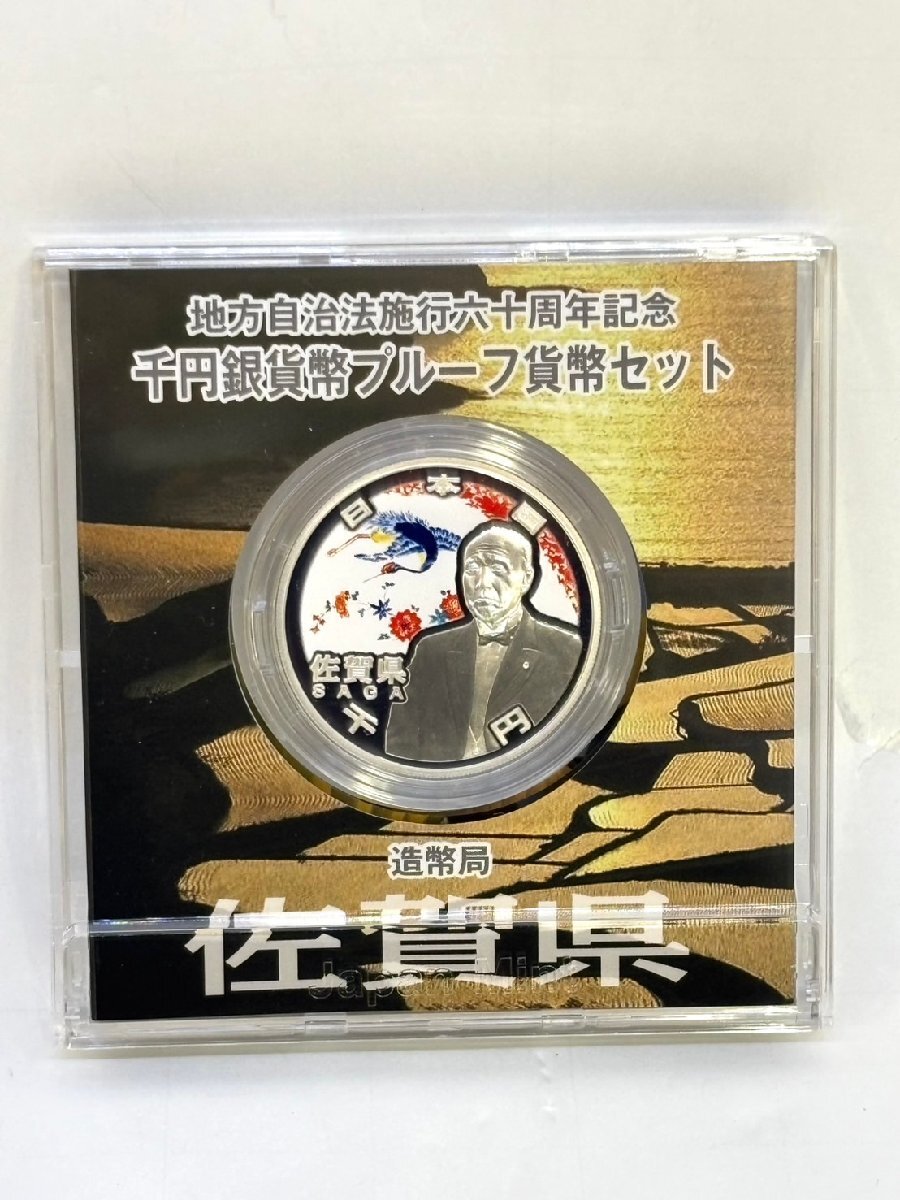 地方自治法施行六十周年記念
千円銀貨幣プルーフ貨幣セット
日本国
佐賀県
SAGA
千円
造幣局
佐賀県
Japan Mint